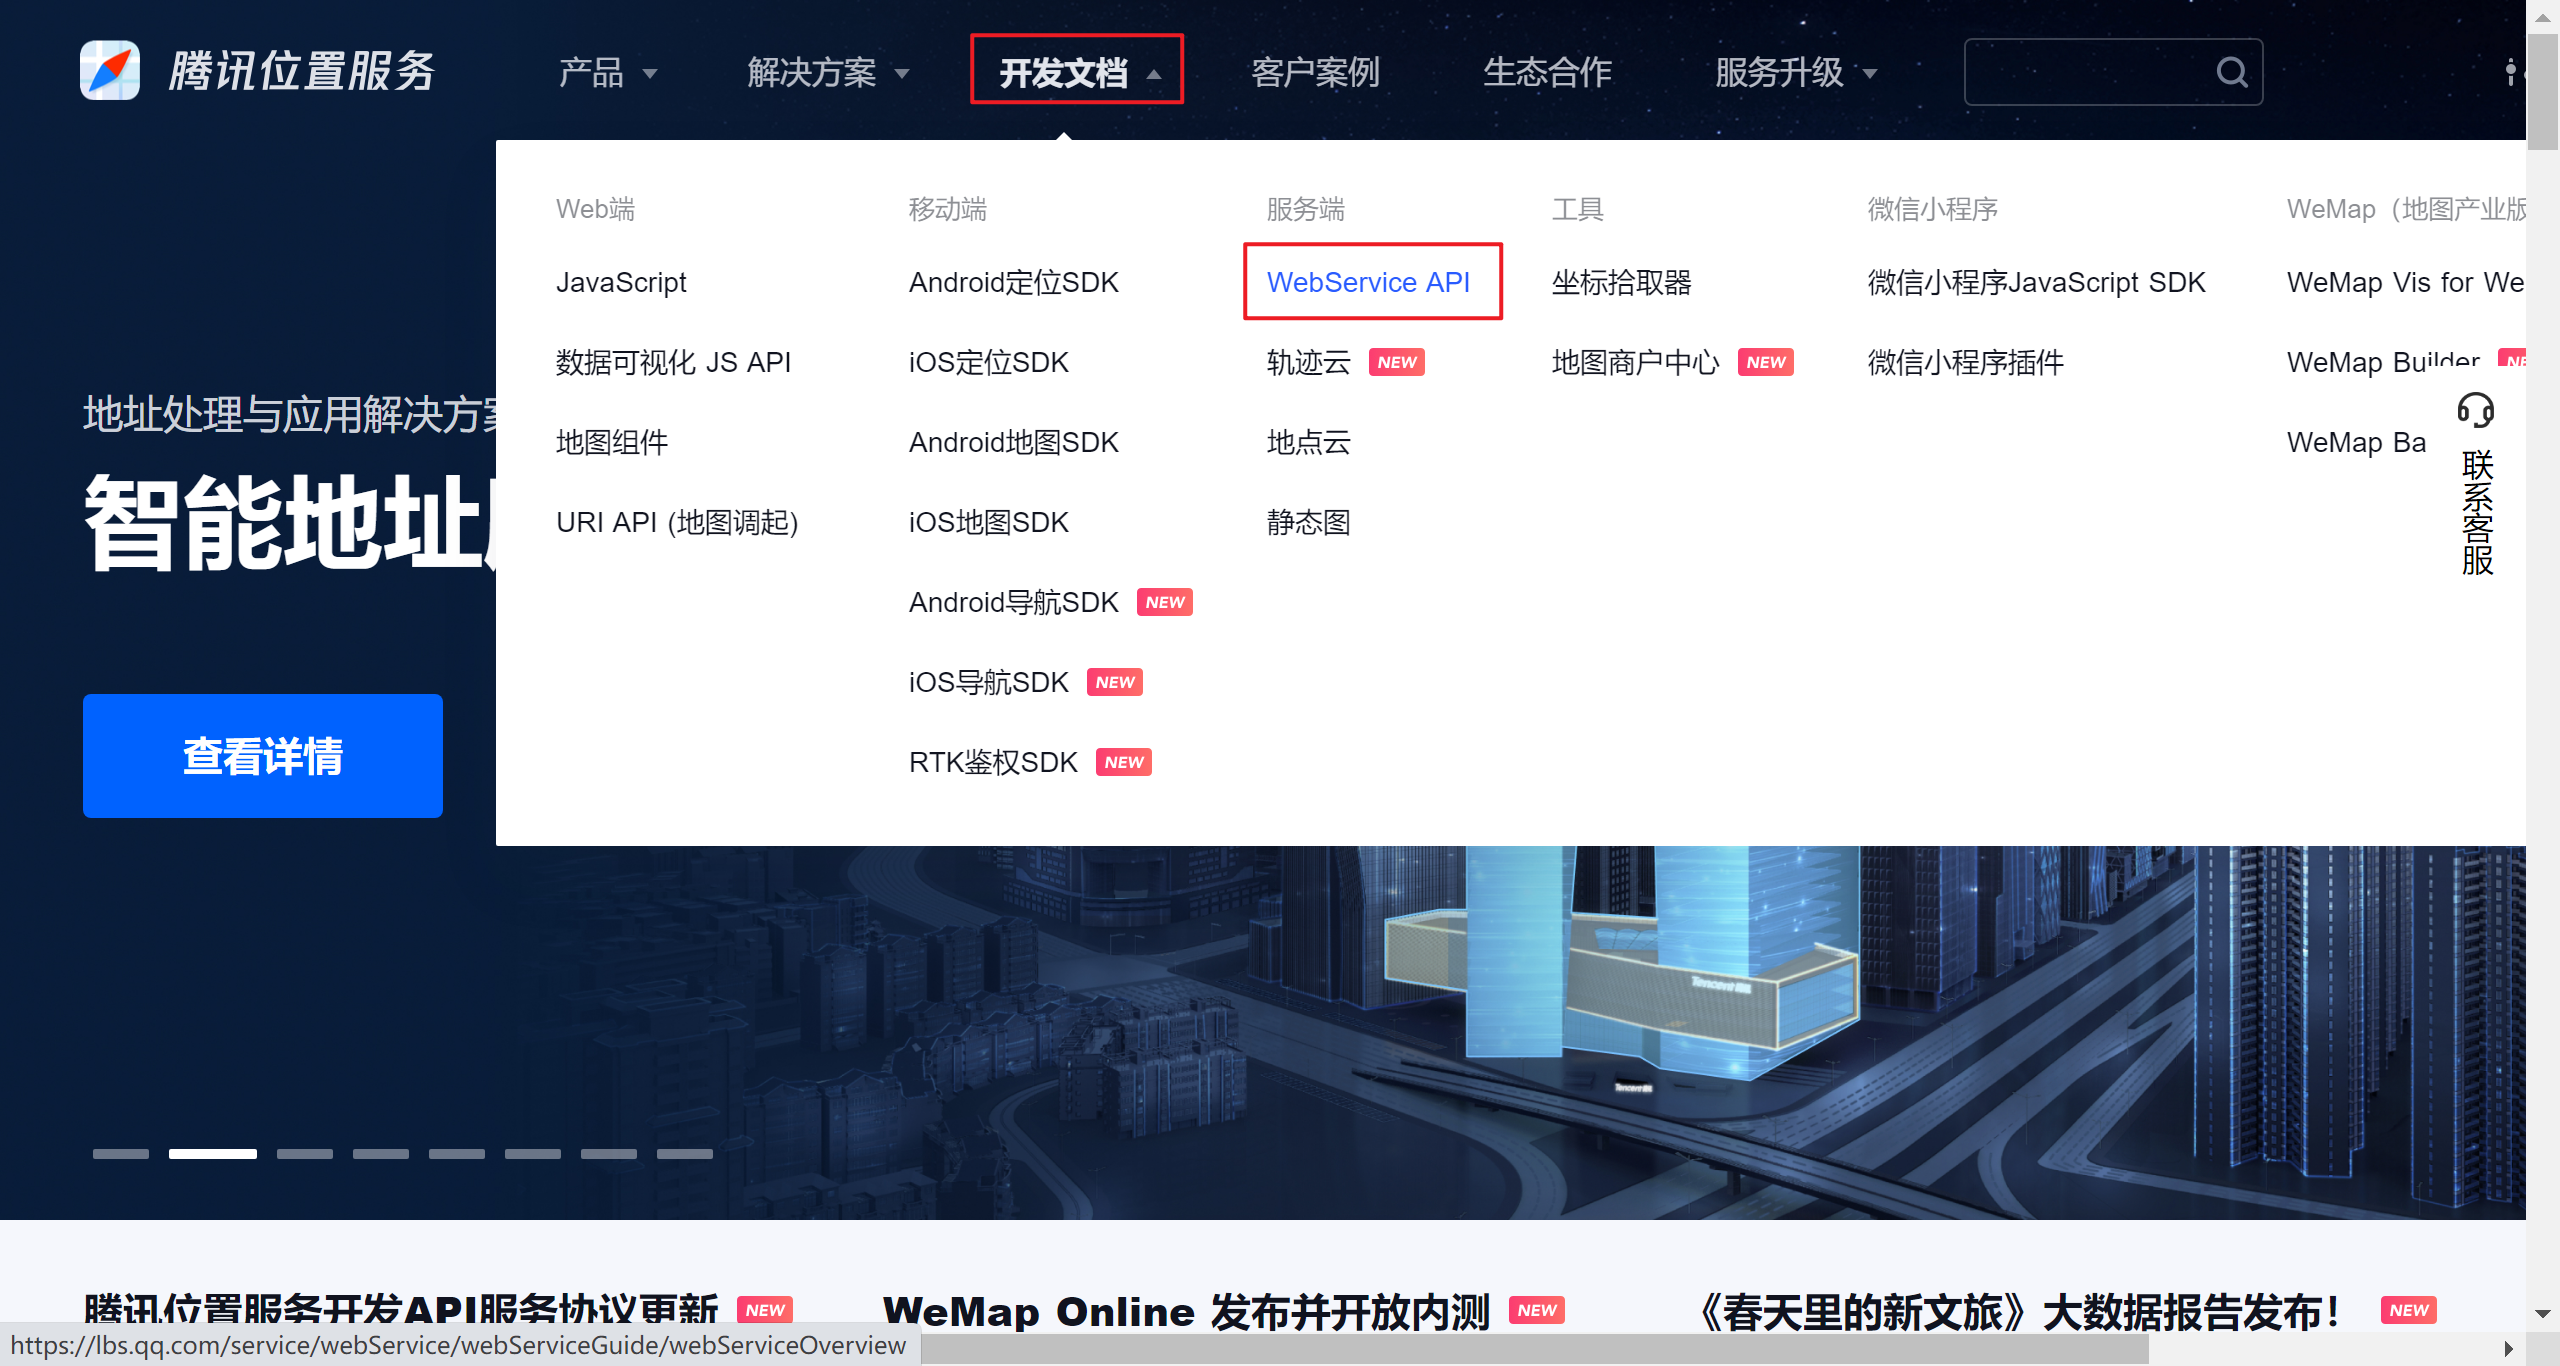 腾讯位置服务
产品
解决方案
开发文档
客户案例
生态合作
服务升级
Web端
JavaScript
数据可视化 JS API
地图组件
URI API (地图调起)
移动端
Android定位SDK
iOS定位SDK
Android地图SDK
iOS地图SDK
Android导航SDK NEW
iOS导航SDK NEW
RTK鉴权SDK NEW
服务端
WebService API
轨迹云 NEW
地点云
静态图
工具
坐标拾取器
地图商户中心 NEW
微信小程序
微信小程序JavaScript SDK
微信小程序插件
WeMap（地图产业版
WeMap Vis for We
WeMap Builder NE
WeMap Ba
联系客服
地址处理与应用解决方案
智能地址
查看详情
Tencent
Tencent
腾讯位置服务开发API服务协议更新 NEW
WeMap Online 发布并开放内测 NEW
《春天里的新文旅》大数据报告发布！ NEW
https://lbs.qq.com/service/webService/webServiceGuide/webServiceOverview